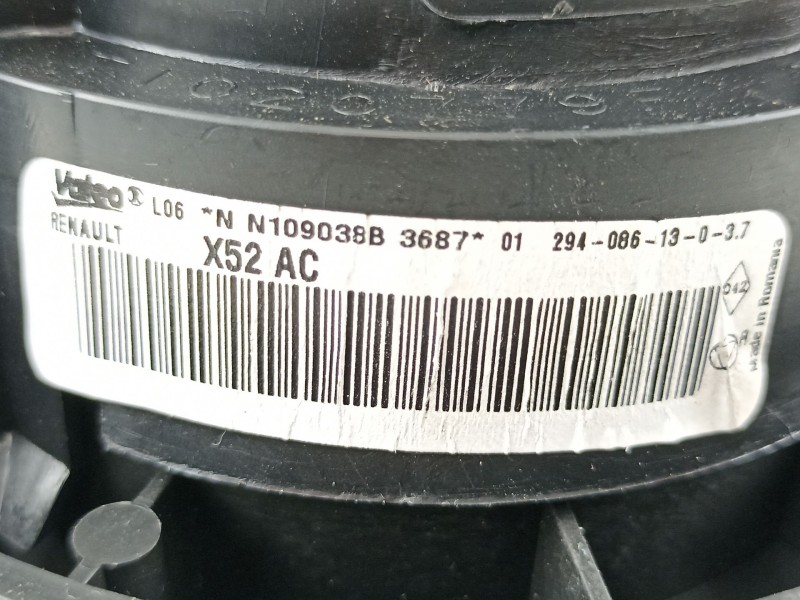 Valeo ® L06 *N N109038B 3687* 01 294-086-13-0-3.7
RENAULT X52 AC
Made in Romania